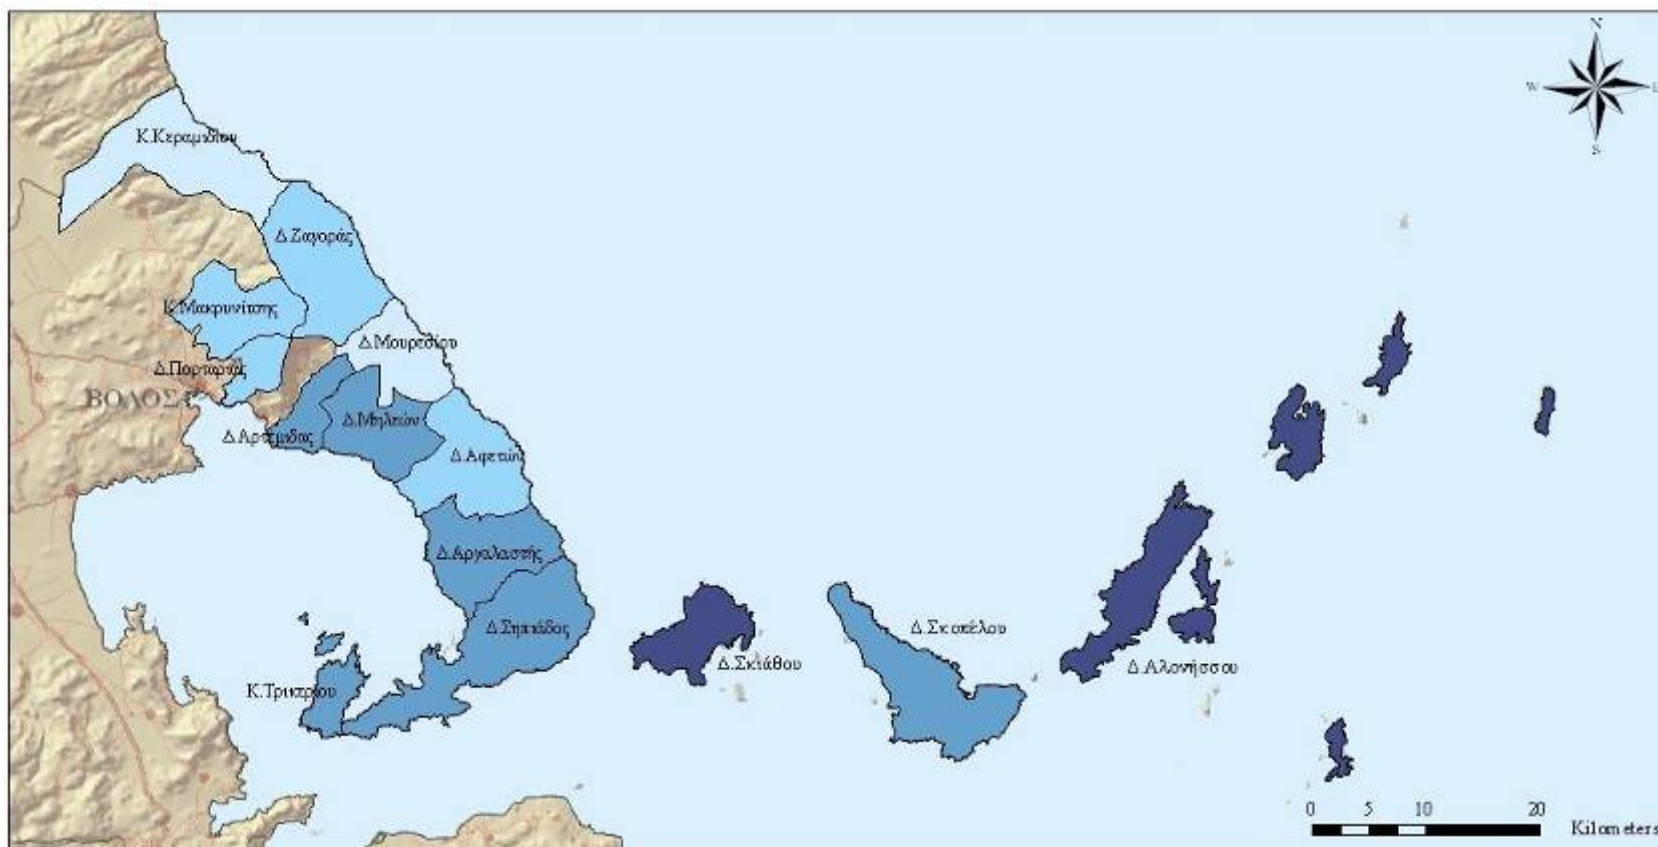 N
W
E
S
Κ.Κεραμιδίου
Δ.Ζαγοράς
Κ.Μακρυνίτσης
Δ.Μουρεσίου
Δ.Πορταριάς
ΒΟΛΟΣ
Δ.Μηλεών
Δ.Αρτέμιδας
Δ.Αφετών
Δ.Αργαλαστής
Δ.Σηπιάδος
Δ.Σκοπέλου
Δ.Σκιάθου
Δ.Αλονήσσου
Κ.Τρικερίου
0 5 10 20
Kilometers